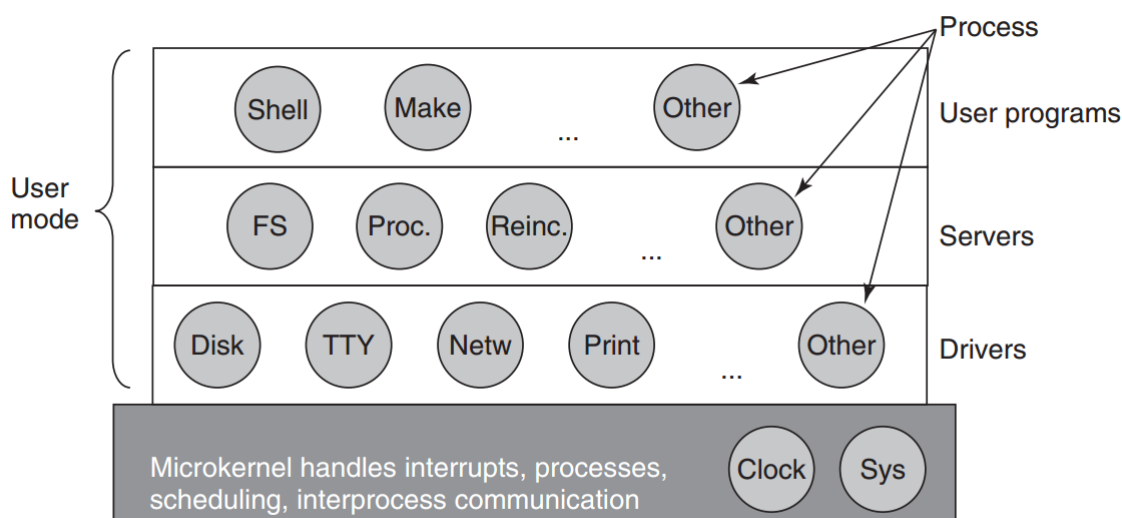 Process
Shell Make ... Other
User programs
User
mode
FS Proc. Reinc. ... Other
Servers
Disk TTY Netw Print ... Other
Drivers
Microkernel handles interrupts, processes,
scheduling, interprocess communication
Clock Sys